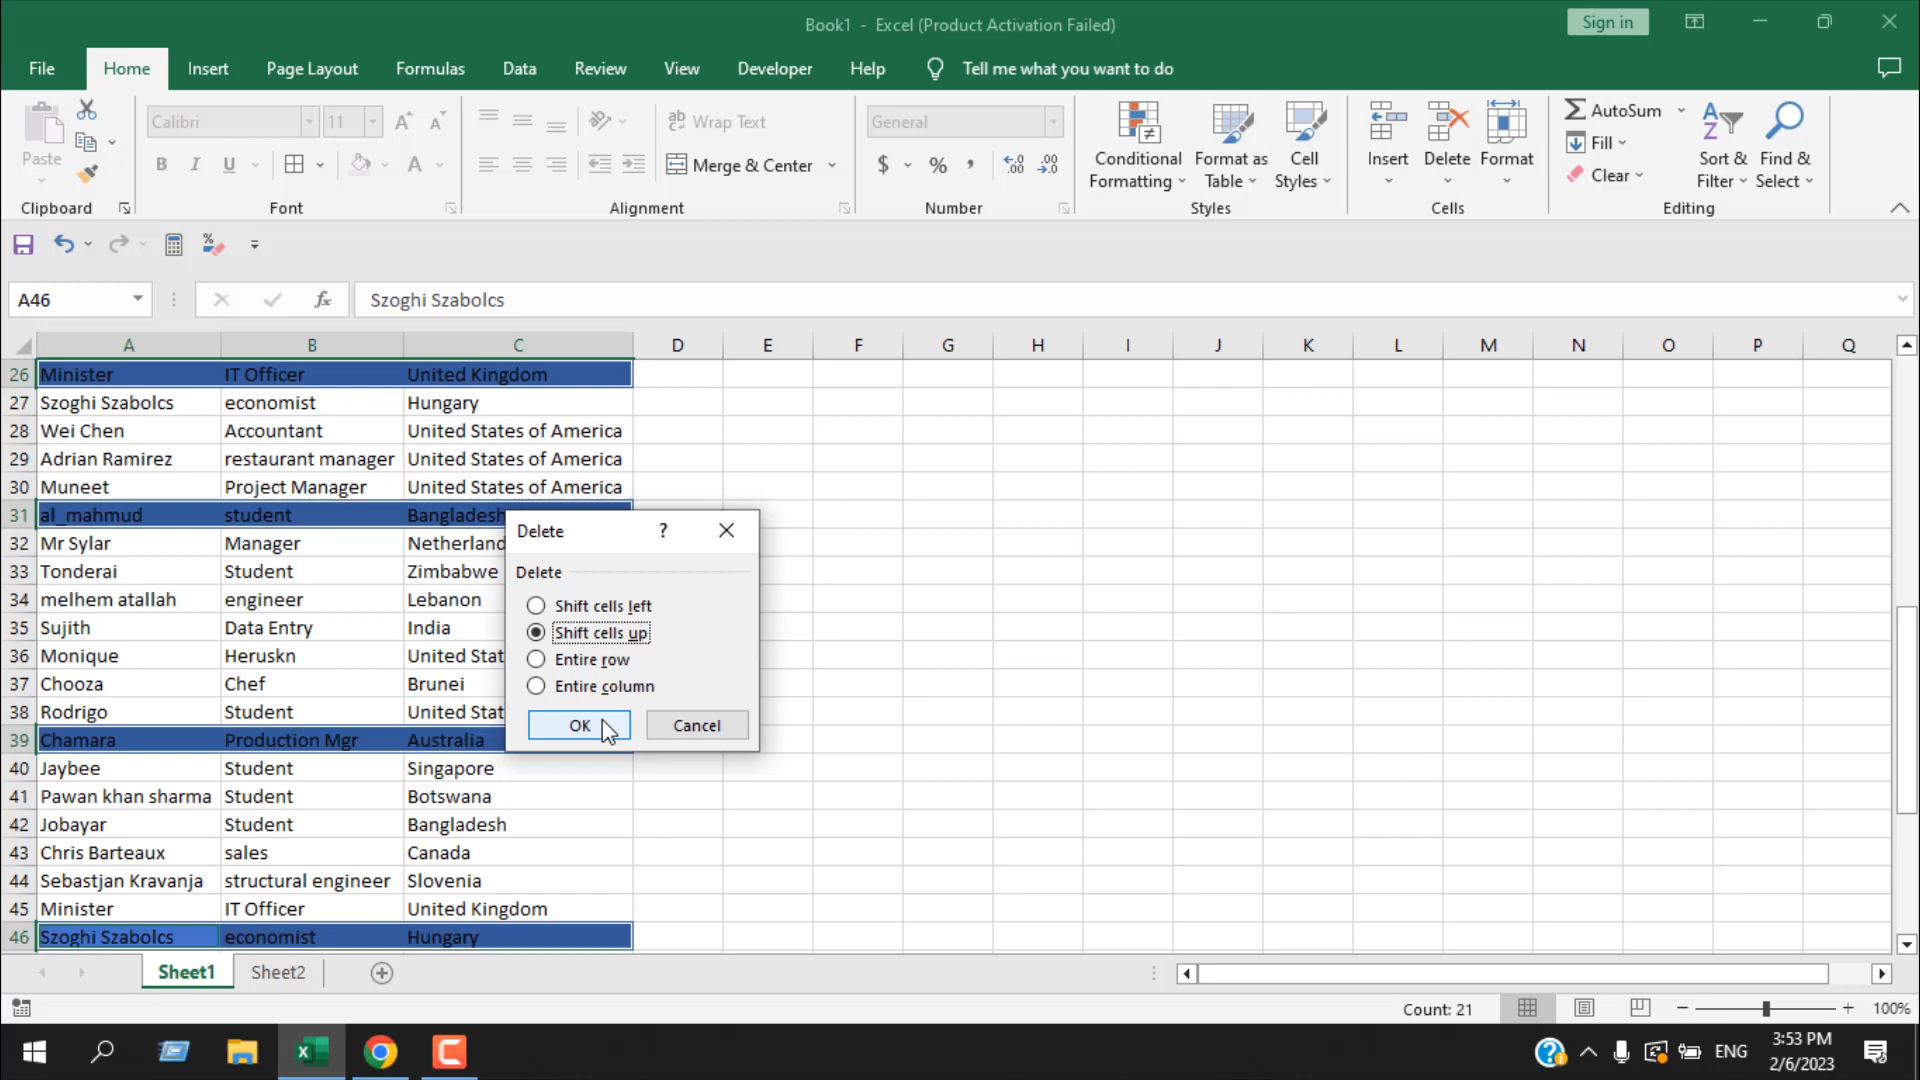 Book1 - Excel (Product Activation Failed)
Sign in
File Home Insert Page Layout Formulas Data Review View Developer Help Tell me what you want to do
Paste
Calibri 11
B I U
Wrap Text
Merge & Center
General
$ % ,
Conditional Formatting
Format as Table
Cell Styles
Insert Delete Format
AutoSum
Fill
Clear
Sort & Filter
Find & Select
Clipboard Font Alignment Number Styles Cells Editing
A46 fx Szoghi Szabolcs
A B C D E F G H I J K L M N O P Q
26 Minister IT Officer United Kingdom
27 Szoghi Szabolcs economist Hungary
28 Wei Chen Accountant United States of America
29 Adrian Ramirez restaurant manager United States of America
30 Muneet Project Manager United States of America
31 al_mahmud student Bangladesh
32 Mr Sylar Manager Netherland
33 Tonderai Student Zimbabwe
34 melhem atallah engineer Lebanon
35 Sujith Data Entry India
36 Monique Heruskn United Stat
37 Chooza Chef Brunei
38 Rodrigo Student United Stat
39 Chamara Production Mgr Australia
40 Jaybee Student Singapore
41 Pawan khan sharma Student Botswana
42 Jobayar Student Bangladesh
43 Chris Barteaux sales Canada
44 Sebastjan Kravanja structural engineer Slovenia
45 Minister IT Officer United Kingdom
46 Szoghi Szabolcs economist Hungary
Delete ?
Delete
Shift cells left
Shift cells up
Entire row
Entire column
OK Cancel
Sheet1 Sheet2
Count: 21 100%
ENG
3:53 PM
2/6/2023